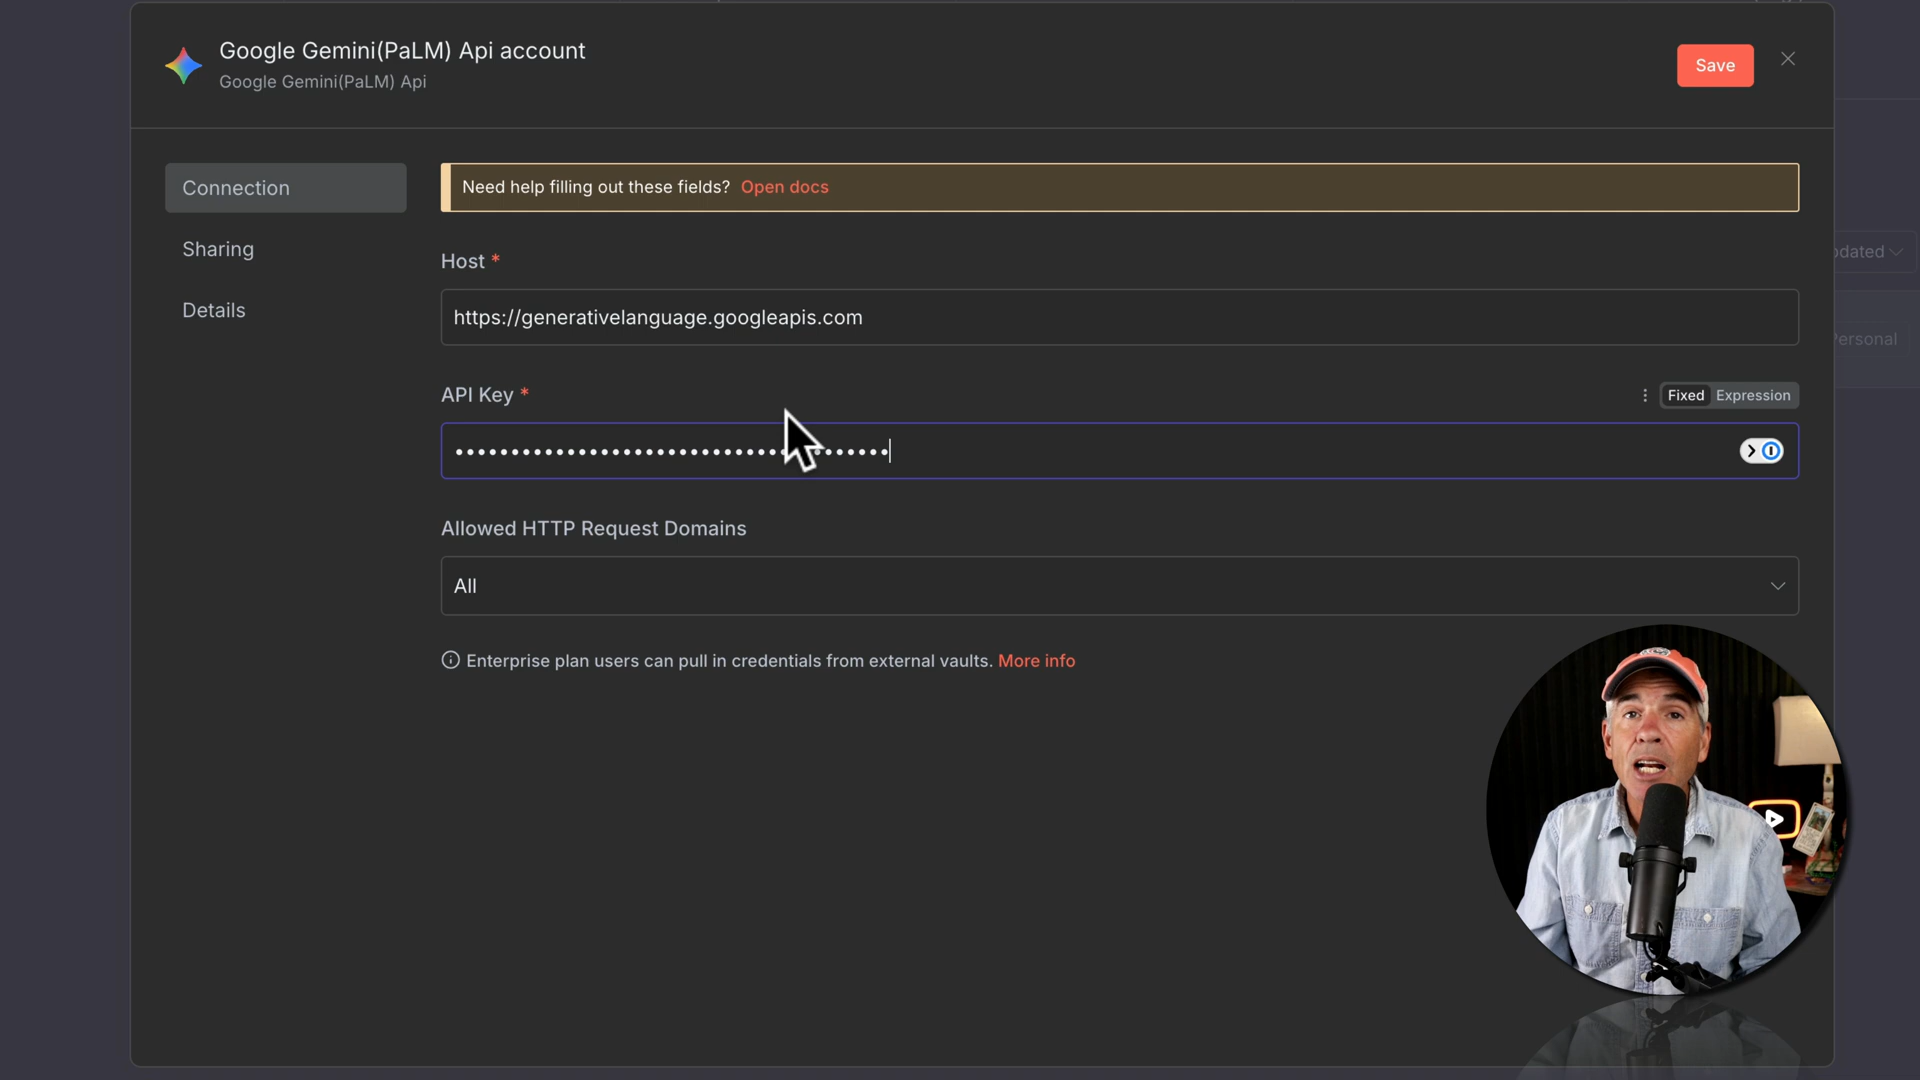 Google Gemini(PaLM) Api account
Google Gemini(PaLM) Api
Save
Connection
Sharing
Details
Need help filling out these fields? Open docs
Host *
https://generativelanguage.googleapis.com
API Key *
Fixed Expression
••••••••••••••••••••••••••••••••••••••
Allowed HTTP Request Domains
All
Enterprise plan users can pull in credentials from external vaults. More info
Personal